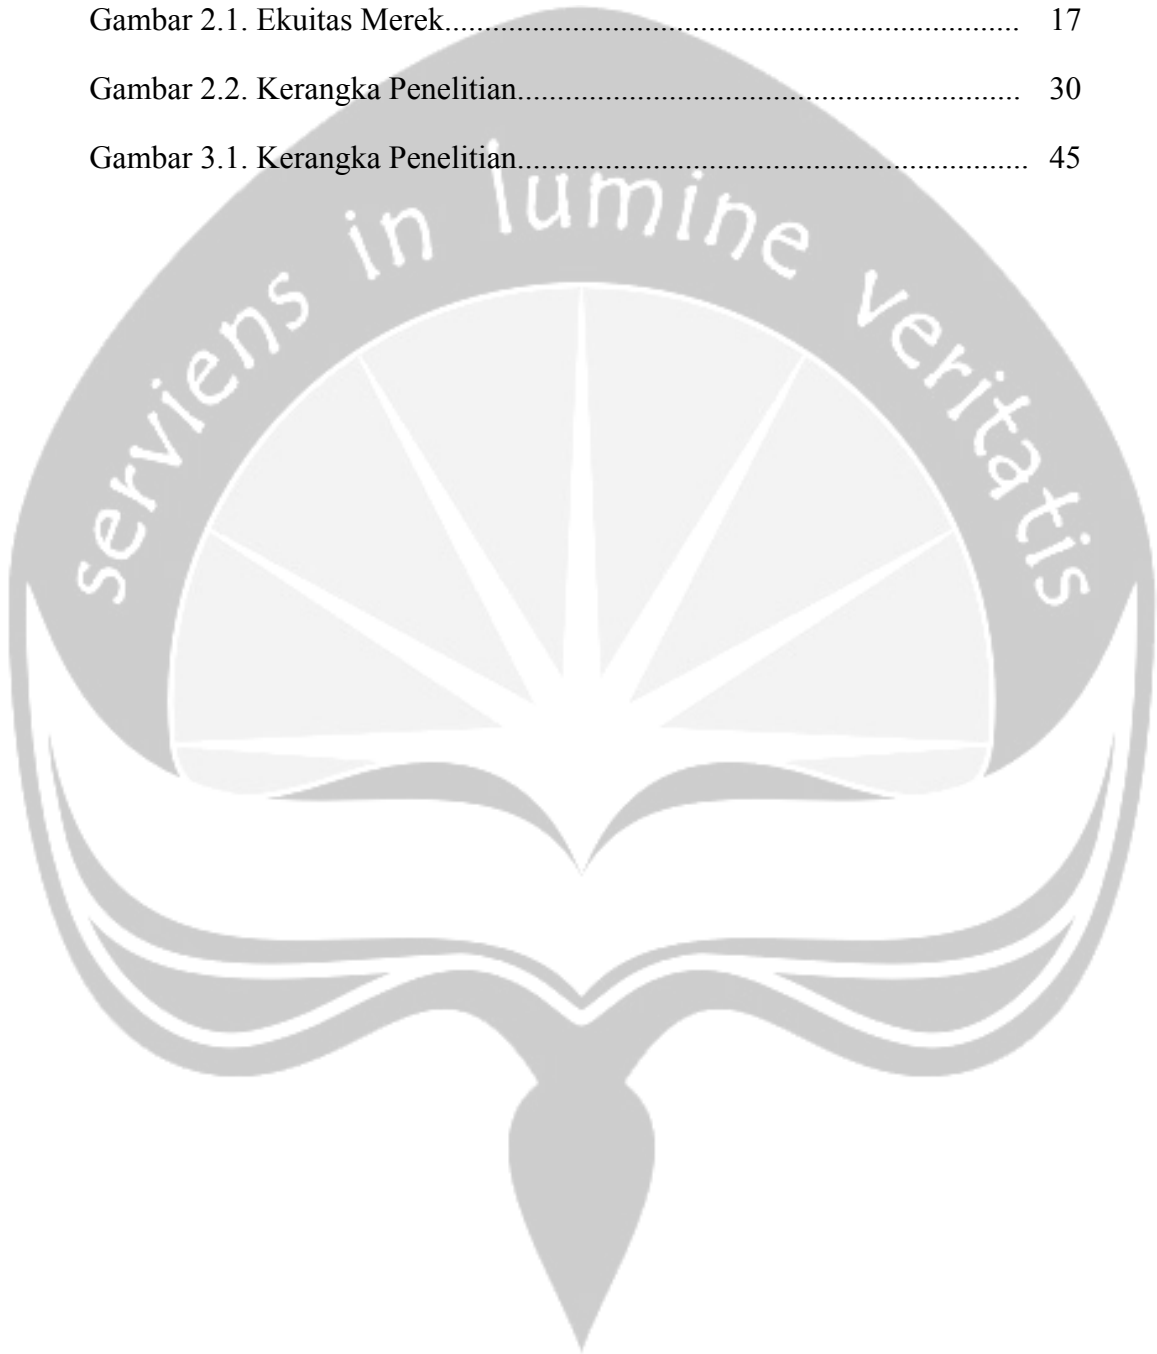 Gambar 2.1. Ekuitas Merek........................................................................ 17
Gambar 2.2. Kerangka Penelitian............................................................... 30
Gambar 3.1. Kerangka Penelitian................................................................ 45
serviens in lumine veritatis